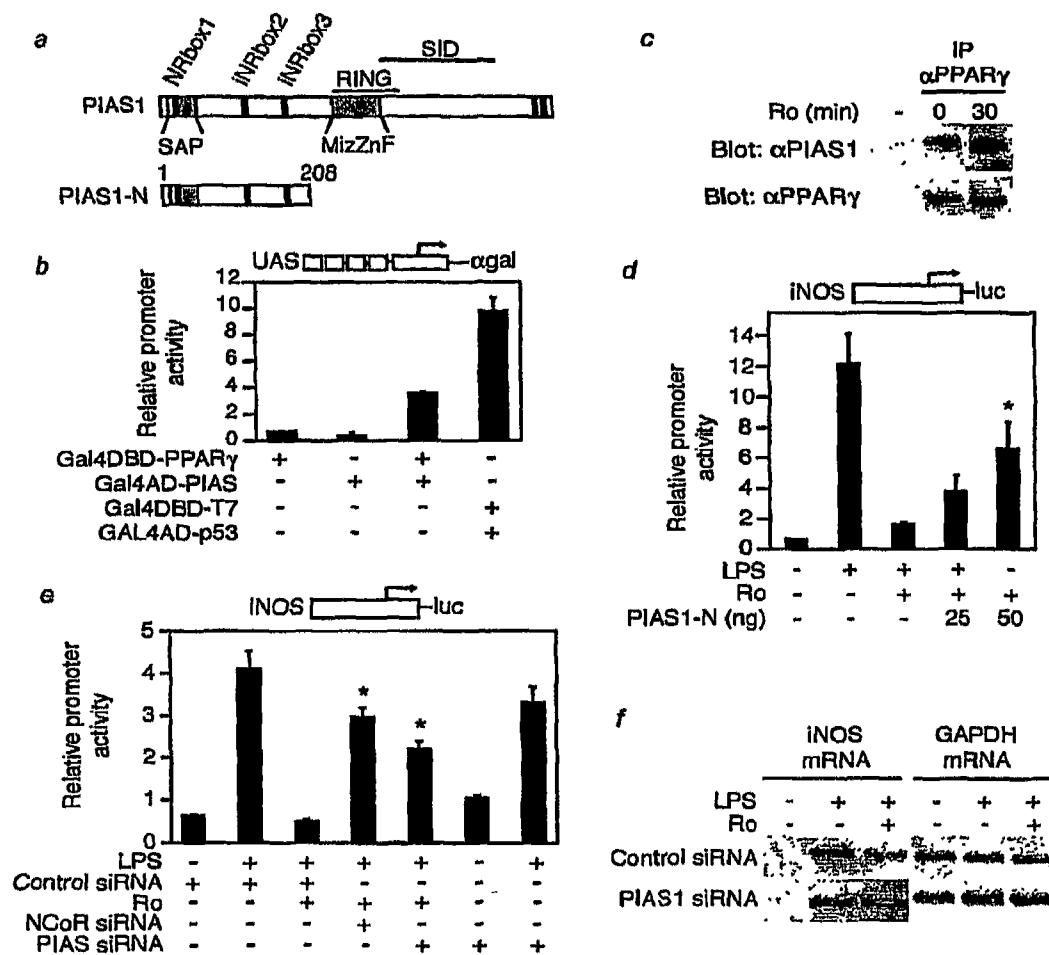 a
NRbox1
iNRbox2
iNRbox3
SID
RING
PIAS1
SAP
MizZnF
1
208
PIAS1-N
b
UAS
αgal
Relative promoter activity
12
10
8
6
4
2
0
Gal4DBD-PPARγ + - + -
Gal4AD-PIAS - + + -
Gal4DBD-T7 - - - +
GAL4AD-p53 - - - +
c
IP
αPPARγ
Ro (min) - 0 30
Blot: αPIAS1
Blot: αPPARγ
d
iNOS
luc
Relative promoter activity
14
12
10
8
6
4
2
0
*
LPS - + + + -
Ro - - + + +
PIAS1-N (ng) - - - 25 50
e
iNOS
luc
Relative promoter activity
5
4
3
2
1
0
*
*
LPS - + + + + - +
Control siRNA + + + - - - -
Ro - - + + + - -
NCoR siRNA - - - + - - -
PIAS siRNA - - - - + + +
f
iNOS mRNA
GAPDH mRNA
LPS - + + - + +
Ro - - + - - +
Control siRNA
PIAS1 siRNA